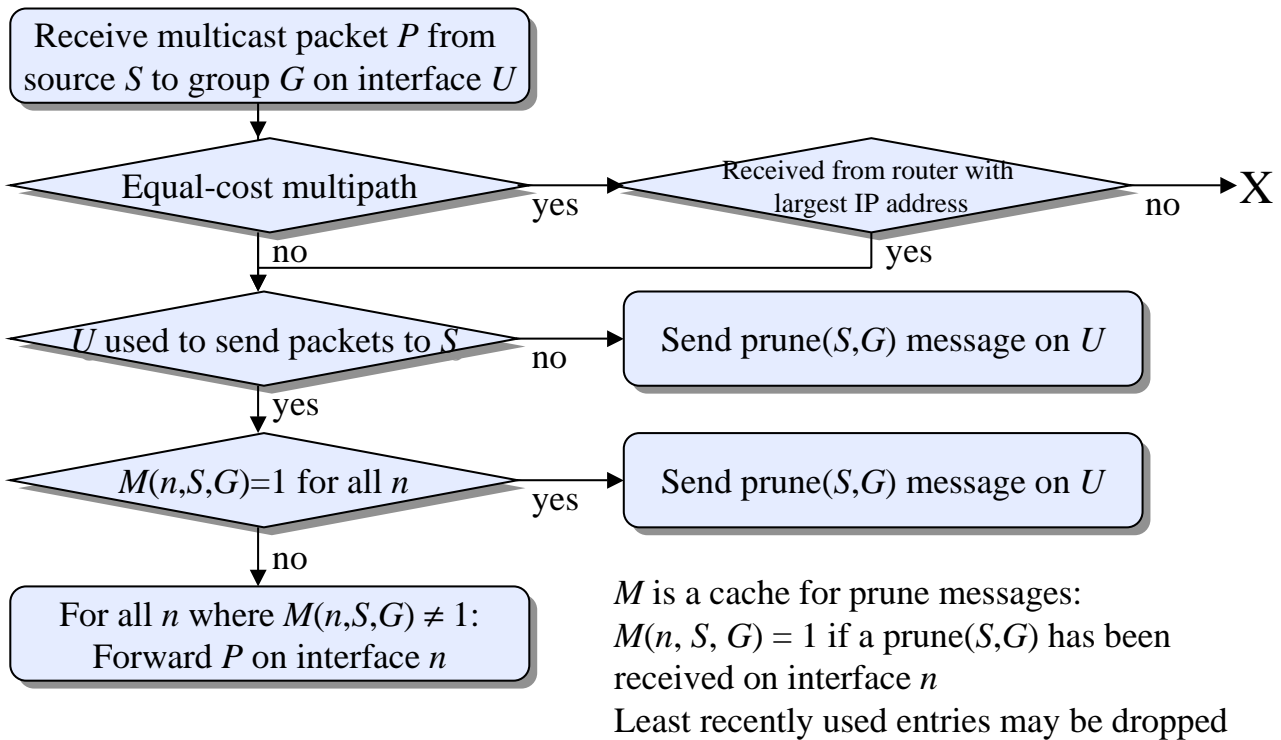 Receive multicast packet P from
source S to group G on interface U
Equal-cost multipath
yes
Received from router with
largest IP address
no
X
no
yes
U used to send packets to S
no
Send prune(S,G) message on U
yes
M(n,S,G)=1 for all n
yes
Send prune(S,G) message on U
no
For all n where M(n,S,G) ≠ 1:
Forward P on interface n
M is a cache for prune messages:
M(n, S, G) = 1 if a prune(S,G) has been
received on interface n
Least recently used entries may be dropped